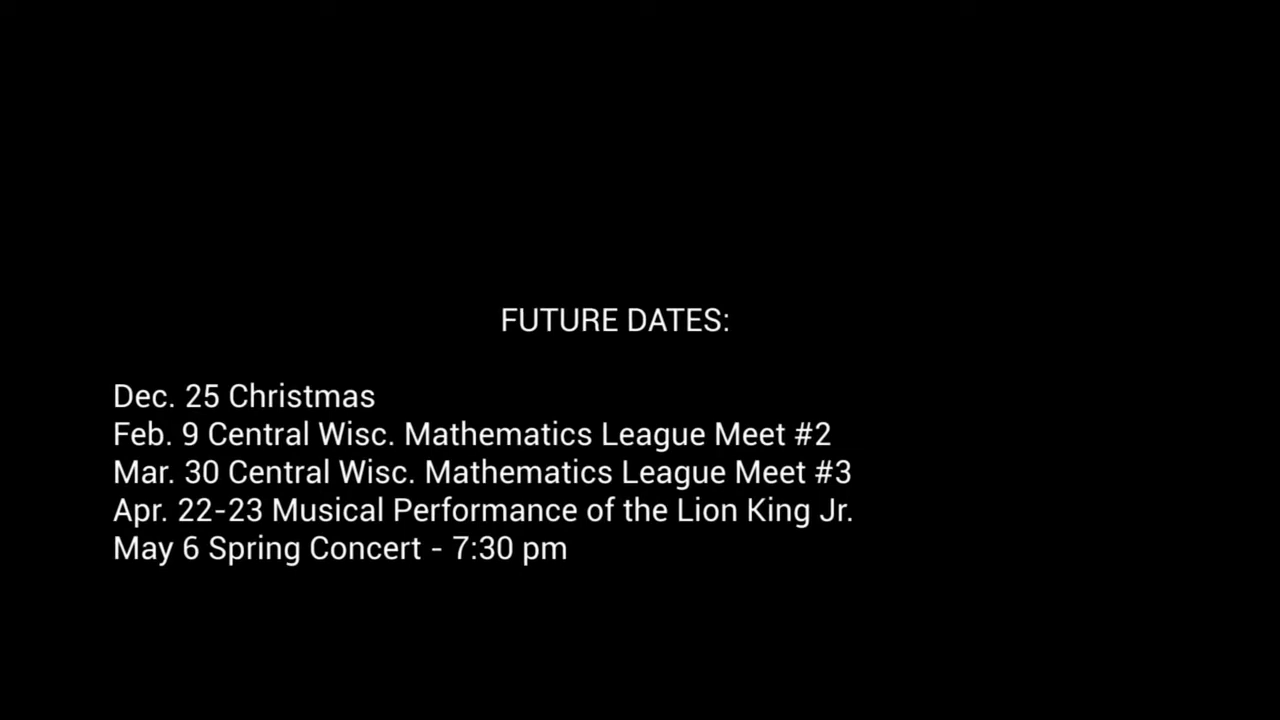 FUTURE DATES:
Dec. 25 Christmas
Feb. 9 Central Wisc. Mathematics League Meet #2
Mar. 30 Central Wisc. Mathematics League Meet #3
Apr. 22-23 Musical Performance of the Lion King Jr.
May 6 Spring Concert - 7:30 pm